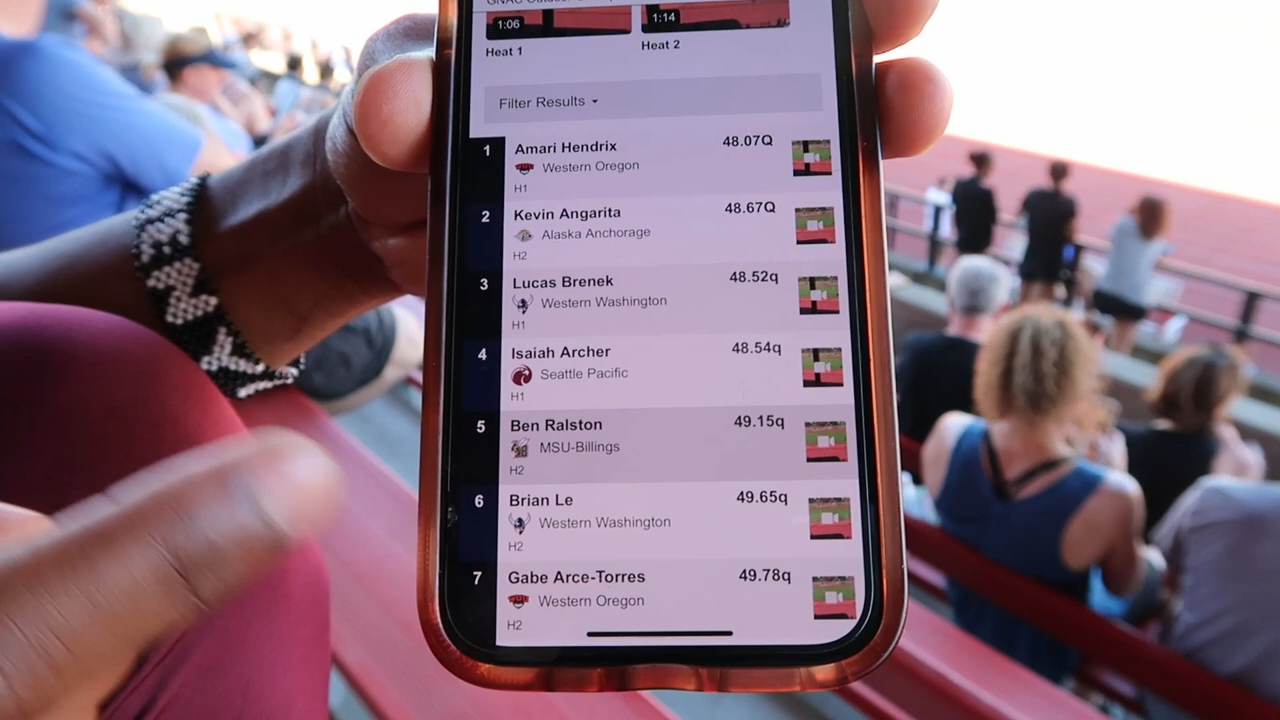 GNAC Outdoor
1:06
1:14
Heat 1
Heat 2
Filter Results
1
Amari Hendrix
48.07Q
Western Oregon
H1
2
Kevin Angarita
48.67Q
Alaska Anchorage
H2
3
Lucas Brenek
48.52q
Western Washington
H1
4
Isaiah Archer
48.54q
Seattle Pacific
H1
5
Ben Ralston
49.15q
MSU-Billings
H2
6
Brian Le
49.65q
Western Washington
H2
7
Gabe Arce-Torres
49.78q
Western Oregon
H2